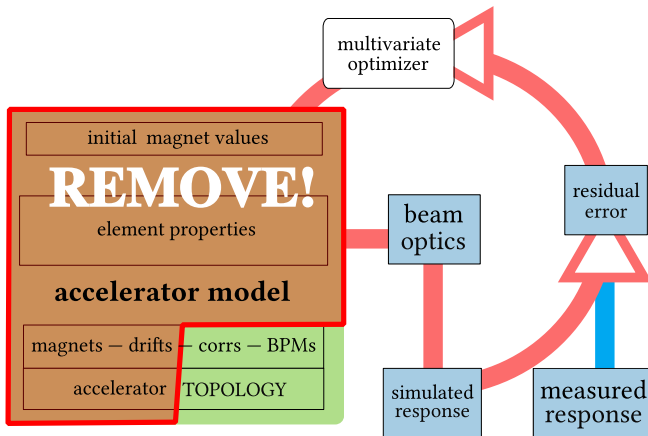 multivariate
optimizer
initial magnet values
REMOVE!
element properties
accelerator model
magnets – drifts – corrs – BPMs
accelerator TOPOLOGY
beam
optics
residual
error
simulated
response
measured
response